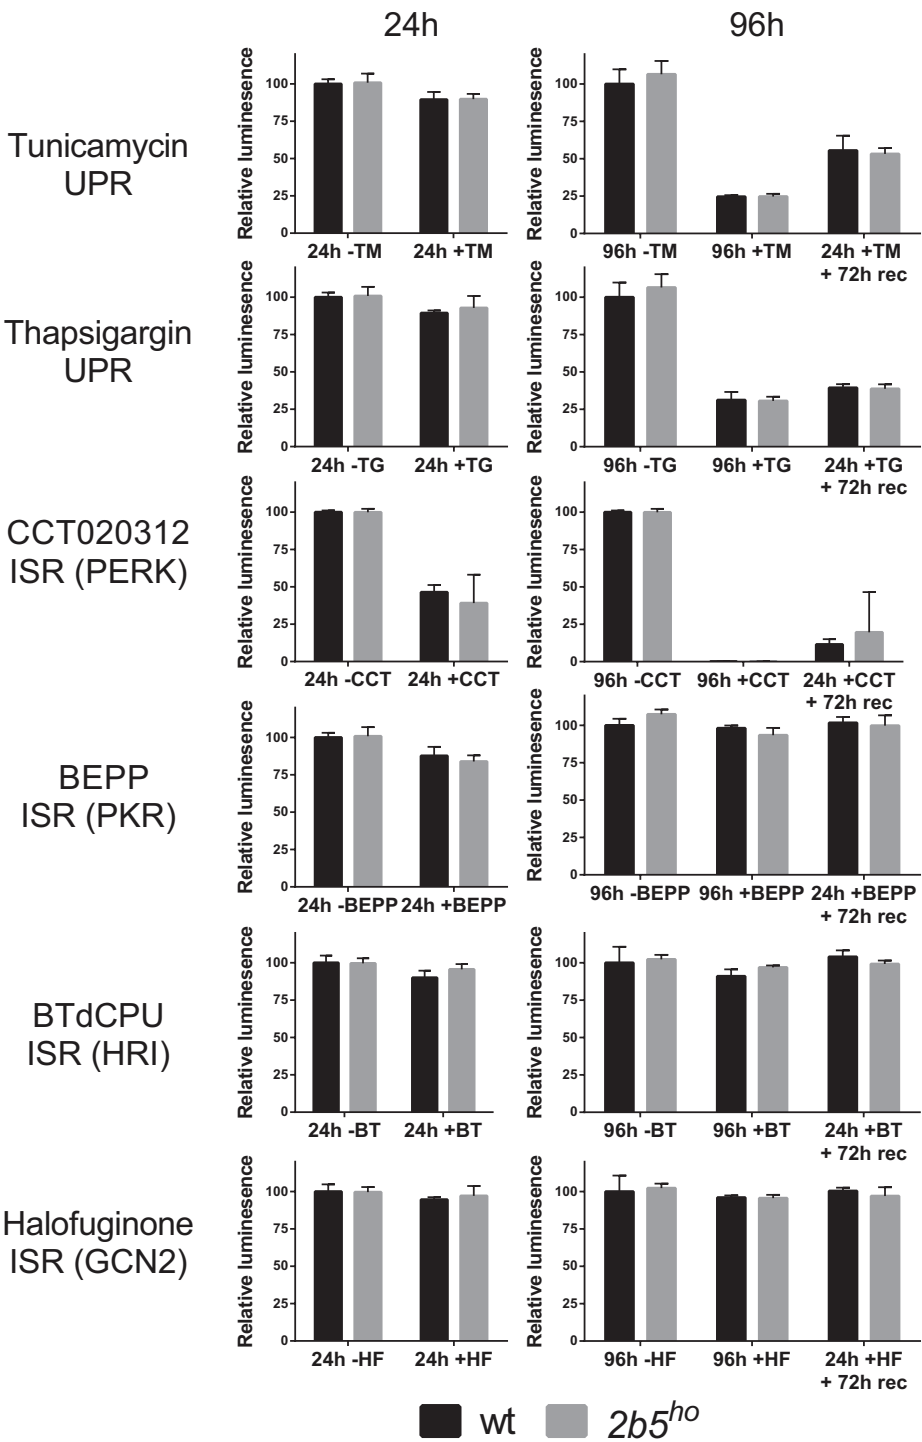 24h 96h
Tunicamycin
UPR
Relative luminesence
100
75
50
25
0
24h -TM 24h +TM
Relative luminesence
100
75
50
25
0
96h -TM 96h +TM 24h +TM
+ 72h rec
Thapsigargin
UPR
Relative luminesence
100
75
50
25
0
24h -TG 24h +TG
Relative luminesence
100
75
50
25
0
96h -TG 96h +TG 24h +TG
+ 72h rec
CCT020312
ISR (PERK)
Relative luminesence
100
75
50
25
0
24h -CCT 24h +CCT
Relative luminesence
100
75
50
25
0
96h -CCT 96h +CCT 24h +CCT
+ 72h rec
BEPP
ISR (PKR)
Relative luminesence
100
75
50
25
0
24h -BEPP 24h +BEPP
Relative luminesence
100
75
50
25
0
96h -BEPP 96h +BEPP 24h +BEPP
+ 72h rec
BTdCPU
ISR (HRI)
Relative luminesence
100
75
50
25
0
24h -BT 24h +BT
Relative luminesence
100
75
50
25
0
96h -BT 96h +BT 24h +BT
+ 72h rec
Halofuginone
ISR (GCN2)
Relative luminesence
100
75
50
25
0
24h -HF 24h +HF
Relative luminesence
100
75
50
25
0
96h -HF 96h +HF 24h +HF
+ 72h rec
wt 2b5ho